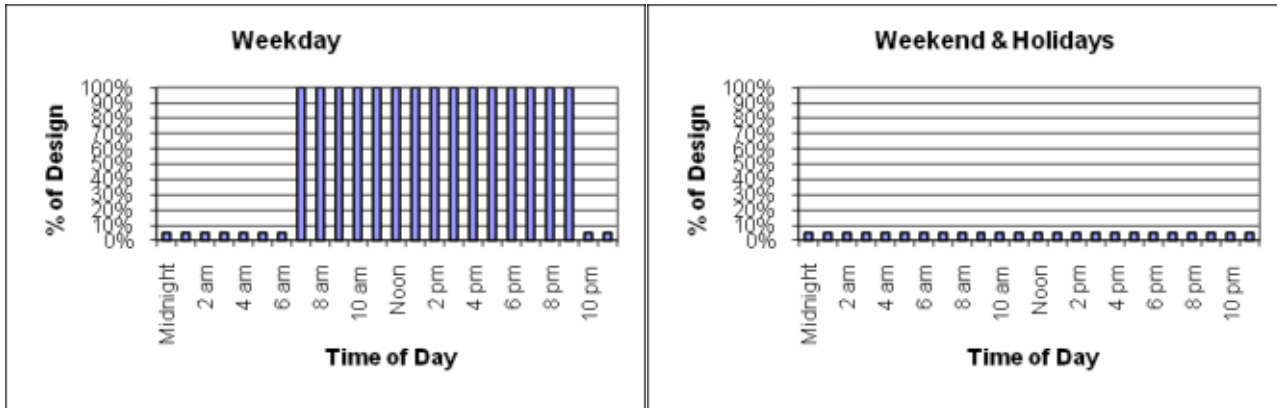 Weekday
% of Design
100%
90%
80%
70%
60%
50%
40%
30%
20%
10%
0%
Midnight
2 am
4 am
6 am
8 am
10 am
Noon
2 pm
4 pm
6 pm
8 pm
10 pm
Time of Day
Weekend & Holidays
% of Design
100%
90%
80%
70%
60%
50%
40%
30%
20%
10%
0%
Midnight
2 am
4 am
6 am
8 am
10 am
Noon
2 pm
4 pm
6 pm
8 pm
10 pm
Time of Day